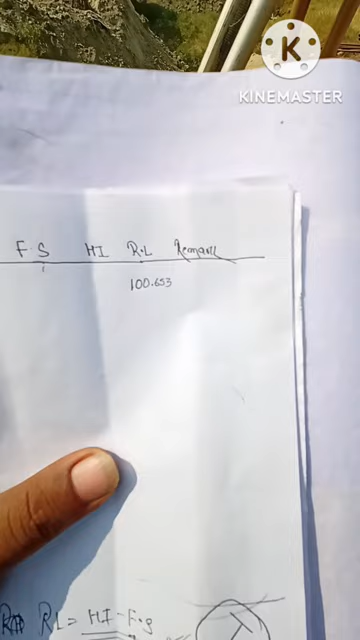 K
KINEMASTER
F.S HI R.L Remark
100.653
RL = HI - F.s